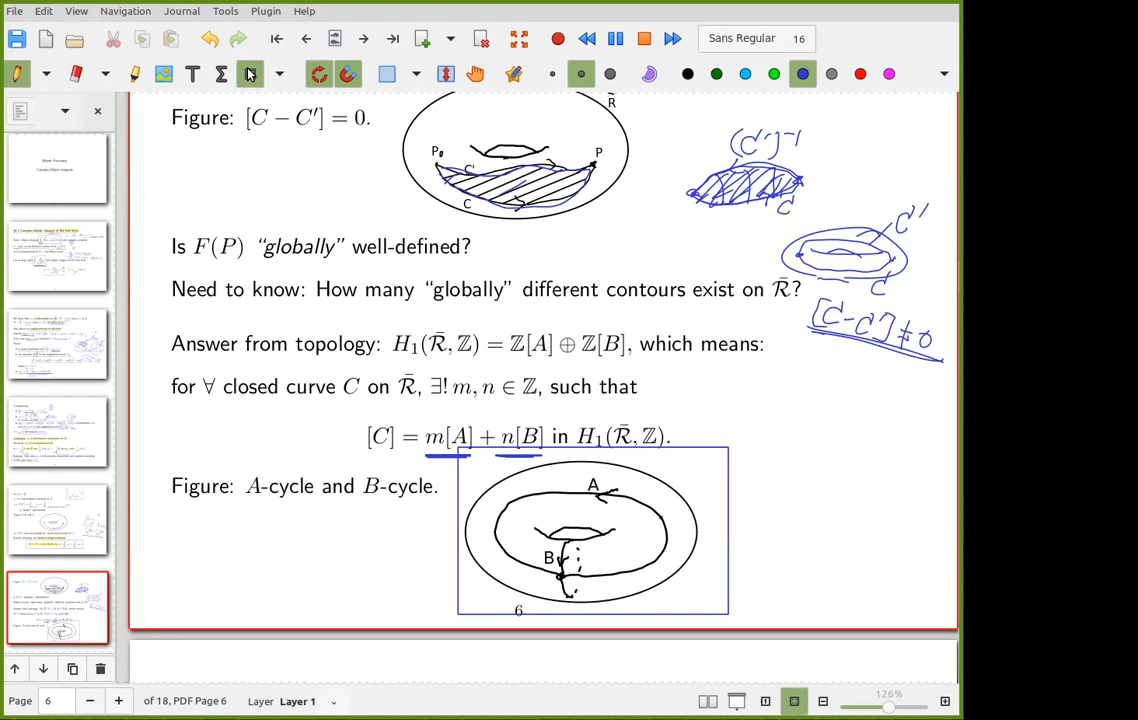 File Edit View Navigation Journal Tools Plugin Help
Sans Regular 16
Figure: [C − C′] = 0.
R
P₀ P
C′
C
(C′)⁻¹
C
Is F(P) “globally” well-defined?
C′
C
Need to know: How many “globally” different contours exist on R̄?
[C-C′] ≠ 0
Answer from topology: H₁(R̄, ℤ) = ℤ[A] ⊕ ℤ[B], which means:
for ∀ closed curve C on R̄, ∃! m, n ∈ ℤ, such that
[C] = m[A] + n[B] in H₁(R̄, ℤ).
Figure: A-cycle and B-cycle.
A
B
6
Page 6 of 18, PDF Page 6 Layer Layer 1 126%